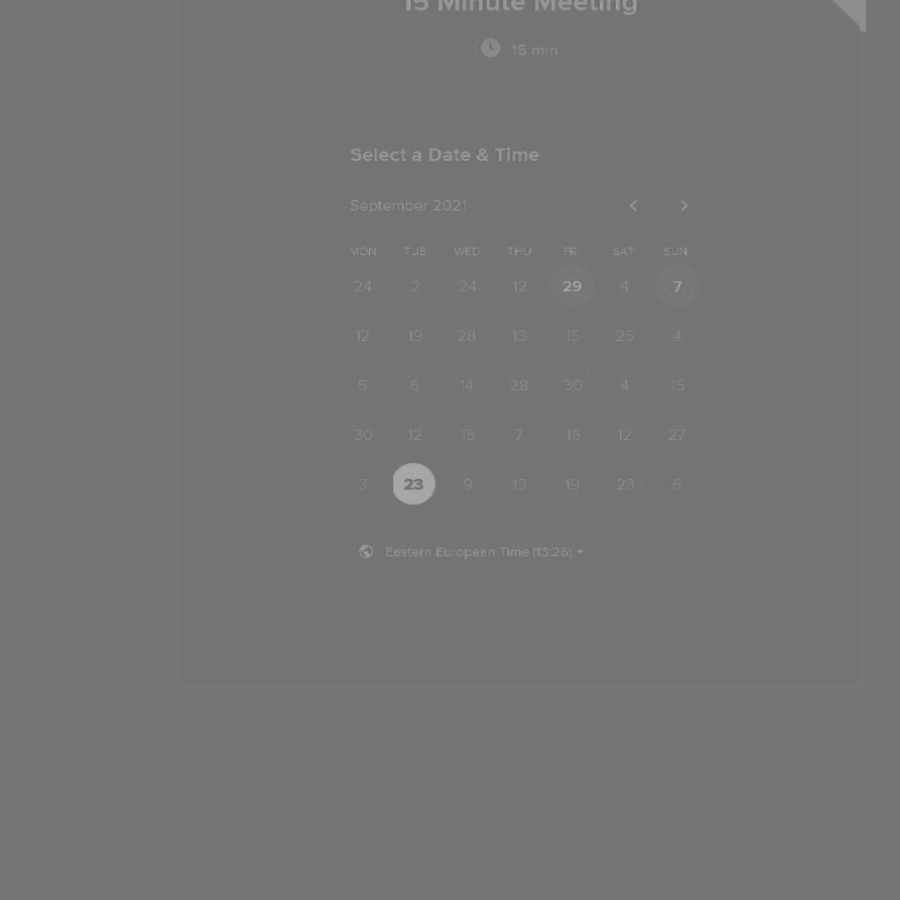 15 Minute Meeting
15 min
Select a Date & Time
September 2021
MON TUE WED THU FRI SAT SUN
24 2 24 12 29 4 7
12 19 28 13 15 25 4
5 6 14 28 30 4 15
30 12 15 7 16 12 27
3 23 9 13 19 23 6
Eastern European Time (13:26)